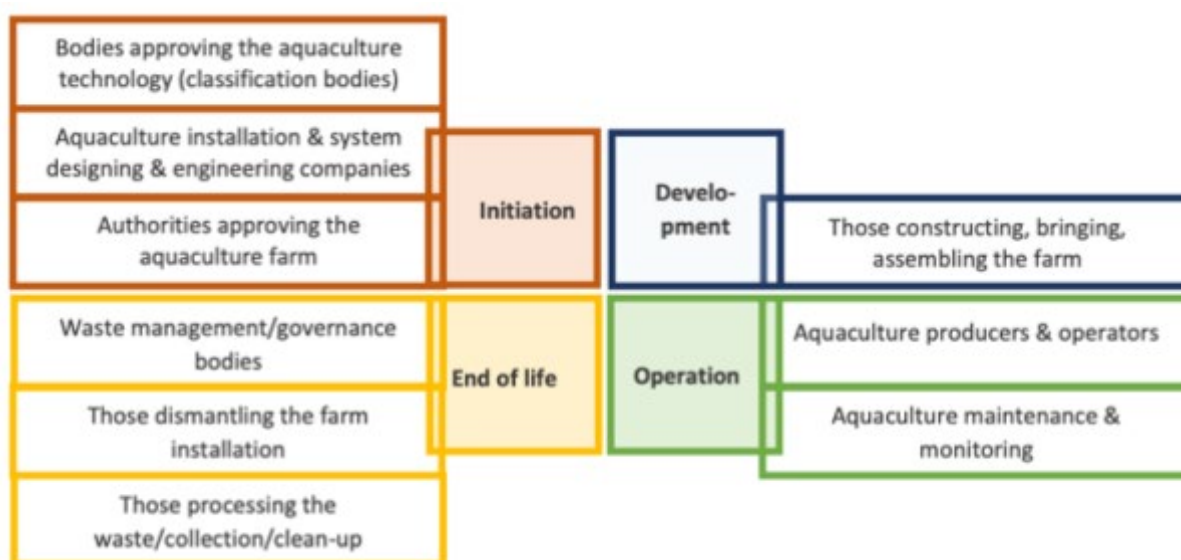 Bodies approving the aquaculture
technology (classification bodies)
Aquaculture installation & system
designing & engineering companies
Authorities approving the
aquaculture farm
Initiation
Develo-
pment
Those constructing, bringing,
assembling the farm
Waste management/governance
bodies
Those dismantling the farm
installation
Those processing the
waste/collection/clean-up
End of life
Operation
Aquaculture producers & operators
Aquaculture maintenance &
monitoring